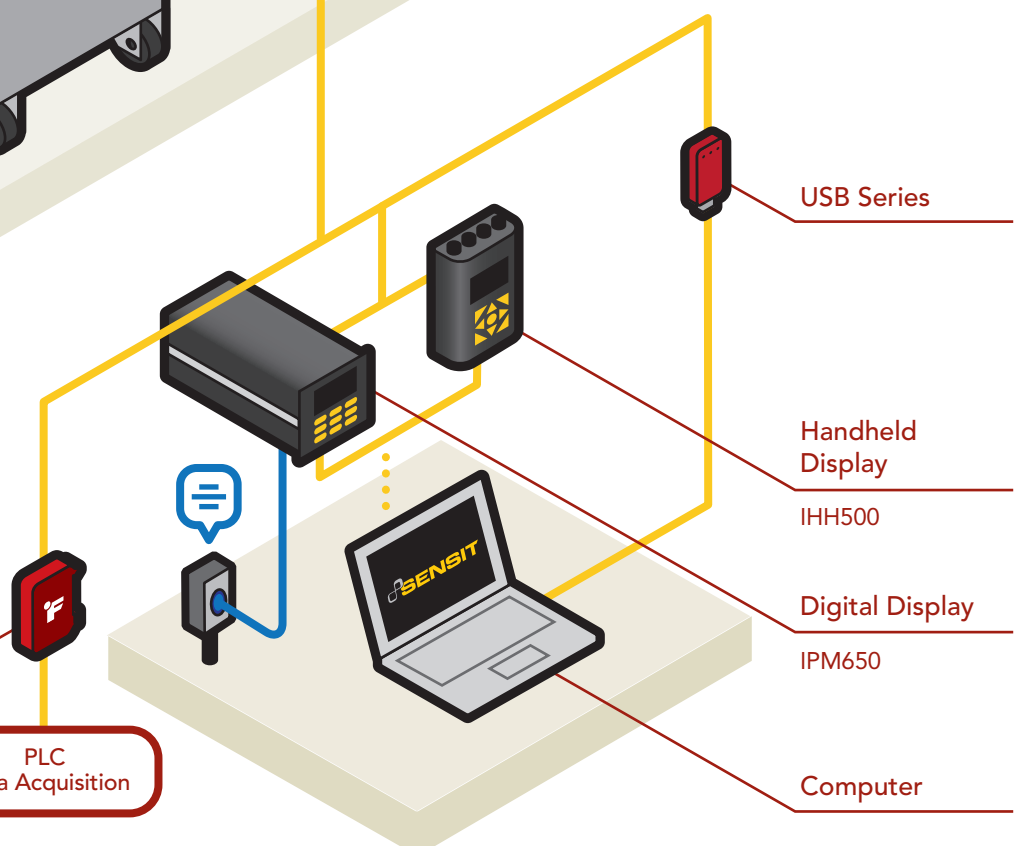 USB Series
Handheld
Display
IHH500
SENSIT
Digital Display
IPM650
PLC
a Acquisition
Computer